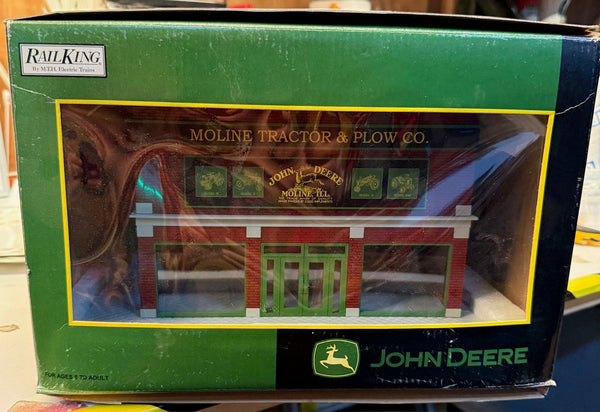 RAILKING®
By M.T.H. Electric Trains
MOLINE TRACTOR & PLOW CO.
JOHN DEERE
MOLINE, ILL.
JOHN DEERE
FOR AGES 8 TO ADULT